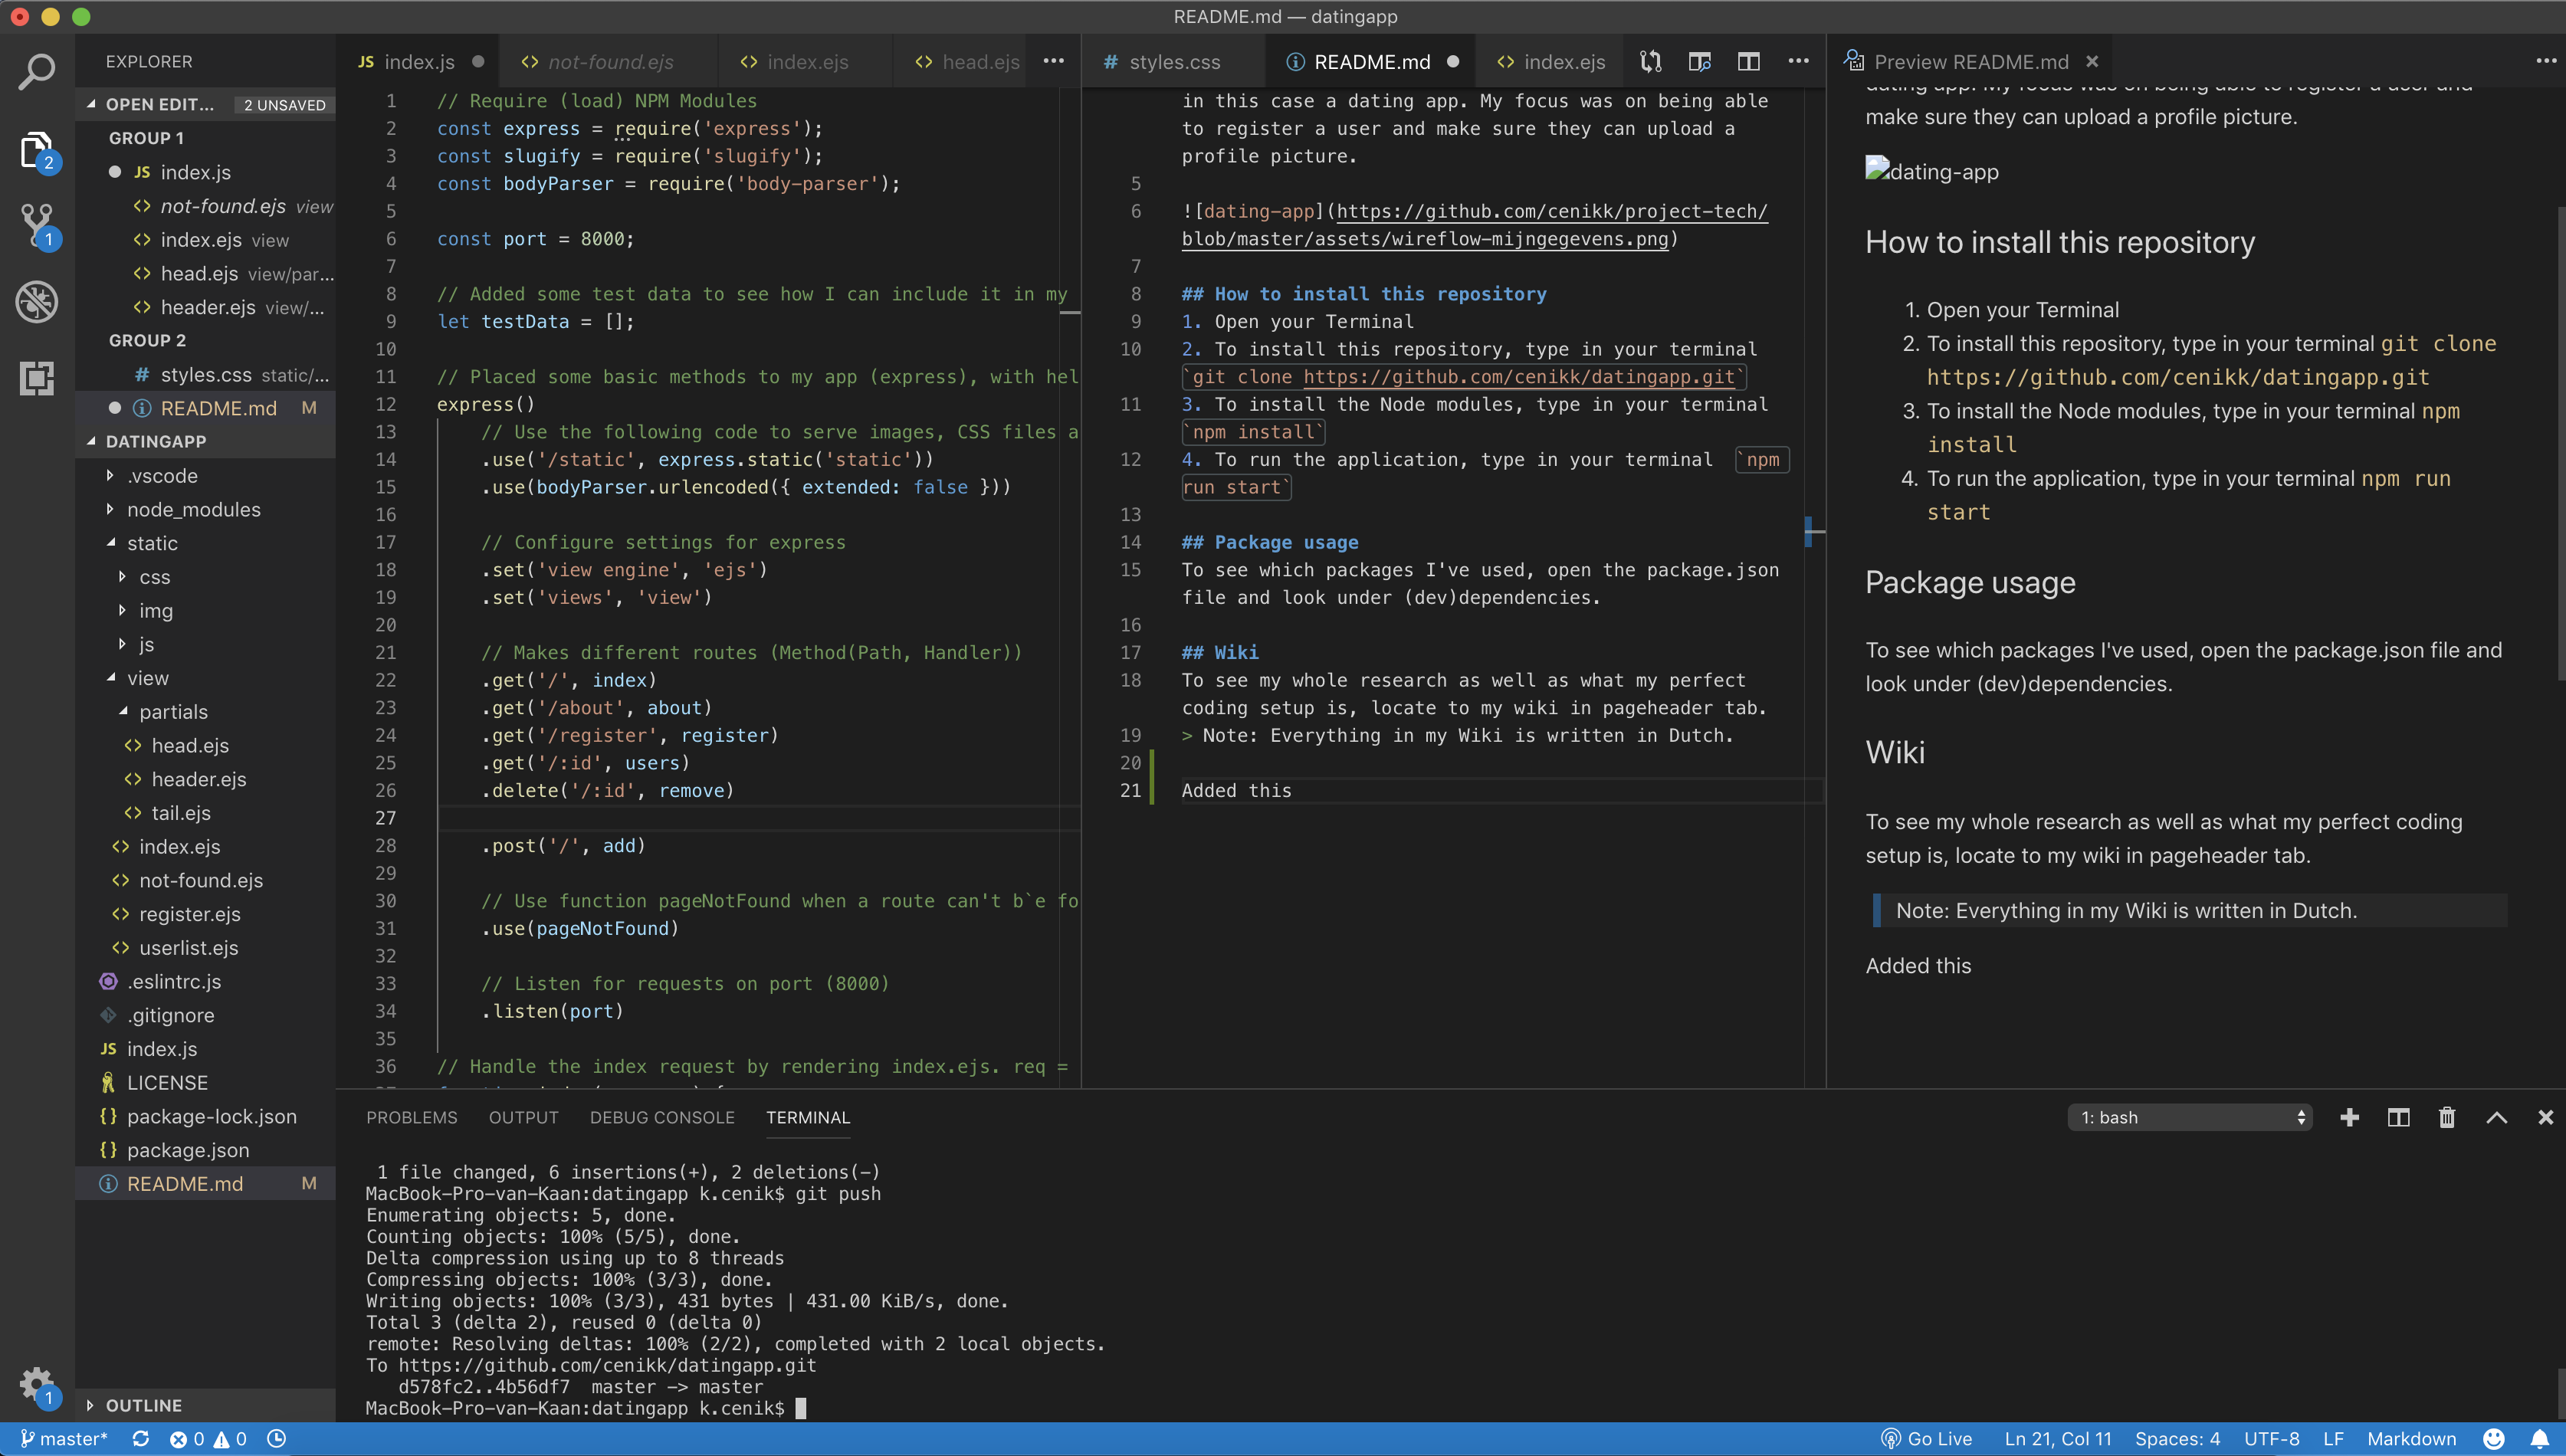 README.md — datingapp
EXPLORER
OPEN EDIT... 2 UNSAVED
GROUP 1
JS index.js
not-found.ejs view
index.ejs view
head.ejs view/par...
header.ejs view/...
GROUP 2
# styles.css static/...
README.md M
DATINGAPP
.vscode
node_modules
static
css
img
js
view
partials
head.ejs
header.ejs
tail.ejs
index.ejs
not-found.ejs
register.ejs
userlist.ejs
.eslintrc.js
.gitignore
JS index.js
LICENSE
{} package-lock.json
{} package.json
README.md M
OUTLINE
2
1
1
JS index.js
not-found.ejs
index.ejs
head.ejs
1 // Require (load) NPM Modules
2 const express = require('express');
3 const slugify = require('slugify');
4 const bodyParser = require('body-parser');
5
6 const port = 8000;
7
8 // Added some test data to see how I can include it in my
9 let testData = [];
10
11 // Placed some basic methods to my app (express), with hel
12 express()
13 // Use the following code to serve images, CSS files a
14 .use('/static', express.static('static'))
15 .use(bodyParser.urlencoded({ extended: false }))
16
17 // Configure settings for express
18 .set('view engine', 'ejs')
19 .set('views', 'view')
20
21 // Makes different routes (Method(Path, Handler))
22 .get('/', index)
23 .get('/about', about)
24 .get('/register', register)
25 .get('/:id', users)
26 .delete('/:id', remove)
27
28 .post('/', add)
29
30 // Use function pageNotFound when a route can't b`e fo
31 .use(pageNotFound)
32
33 // Listen for requests on port (8000)
34 .listen(port)
35
36 // Handle the index request by rendering index.ejs. req =
# styles.css
README.md
index.ejs
in this case a dating app. My focus was on being able
to register a user and make sure they can upload a
profile picture.
5
6 ![dating-app](https://github.com/cenikk/project-tech/
blob/master/assets/wireflow-mijngegevens.png)
7
8 ## How to install this repository
9 1. Open your Terminal
10 2. To install this repository, type in your terminal
`git clone https://github.com/cenikk/datingapp.git`
11 3. To install the Node modules, type in your terminal
`npm install`
12 4. To run the application, type in your terminal `npm
run start`
13
14 ## Package usage
15 To see which packages I've used, open the package.json
file and look under (dev)dependencies.
16
17 ## Wiki
18 To see my whole research as well as what my perfect
coding setup is, locate to my wiki in pageheader tab.
19 > Note: Everything in my Wiki is written in Dutch.
20
21 Added this
Preview README.md
dating app. My focus was on being able to register a user and
make sure they can upload a profile picture.
dating-app
How to install this repository
1. Open your Terminal
2. To install this repository, type in your terminal git clone
https://github.com/cenikk/datingapp.git
3. To install the Node modules, type in your terminal npm
install
4. To run the application, type in your terminal npm run
start
Package usage
To see which packages I've used, open the package.json file and
look under (dev)dependencies.
Wiki
To see my whole research as well as what my perfect coding
setup is, locate to my wiki in pageheader tab.
Note: Everything in my Wiki is written in Dutch.
Added this
PROBLEMS OUTPUT DEBUG CONSOLE TERMINAL
1: bash
1 file changed, 6 insertions(+), 2 deletions(-)
MacBook-Pro-van-Kaan:datingapp k.cenik$ git push
Enumerating objects: 5, done.
Counting objects: 100% (5/5), done.
Delta compression using up to 8 threads
Compressing objects: 100% (3/3), done.
Writing objects: 100% (3/3), 431 bytes | 431.00 KiB/s, done.
Total 3 (delta 2), reused 0 (delta 0)
remote: Resolving deltas: 100% (2/2), completed with 2 local objects.
To https://github.com/cenikk/datingapp.git
d578fc2..4b56df7 master -> master
MacBook-Pro-van-Kaan:datingapp k.cenik$
master* 0 0
Go Live Ln 21, Col 11 Spaces: 4 UTF-8 LF Markdown